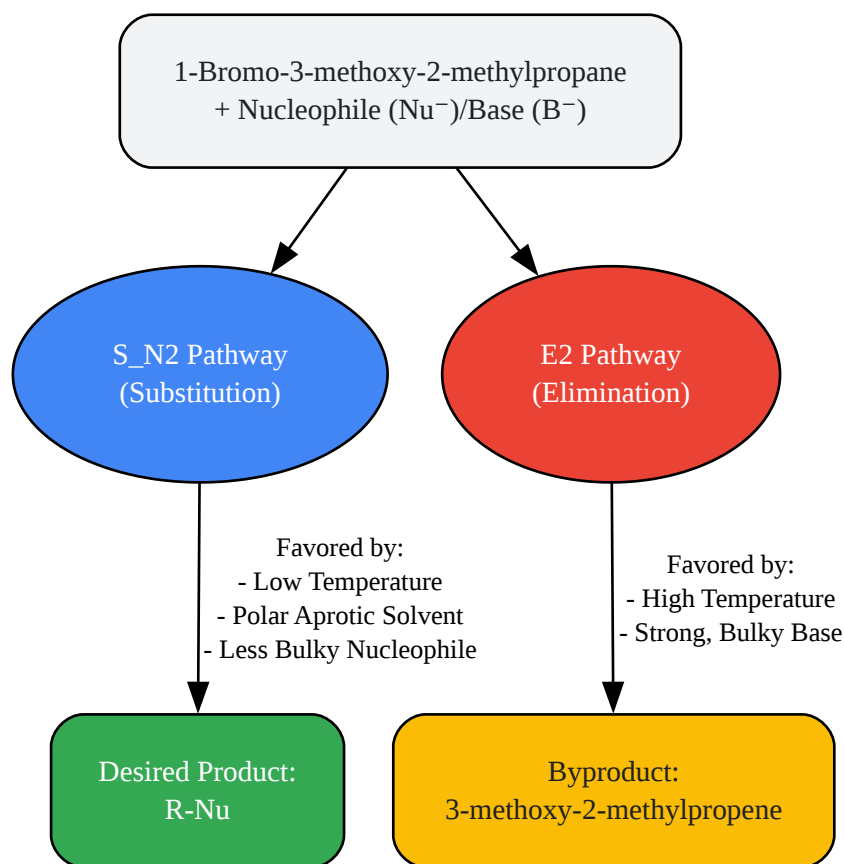 1-Bromo-3-methoxy-2-methylpropane
+ Nucleophile (Nu⁻)/Base (B⁻)
S_N2 Pathway
(Substitution)
E2 Pathway
(Elimination)
Favored by:
- Low Temperature
- Polar Aprotic Solvent
- Less Bulky Nucleophile
Favored by:
- High Temperature
- Strong, Bulky Base
Desired Product:
R-Nu
Byproduct:
3-methoxy-2-methylpropene